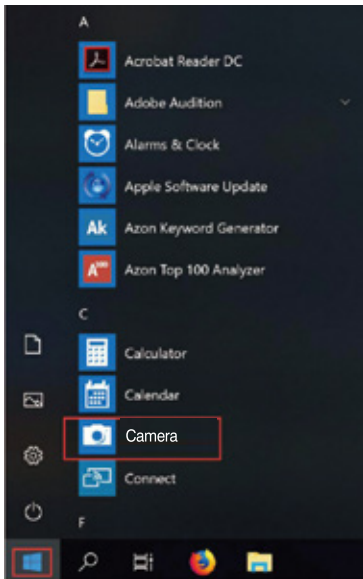 A
Acrobat Reader DC
Adobe Audition
Alarms & Clock
Apple Software Update
Ak Azon Keyword Generator
A100 Azon Top 100 Analyzer
C
Calculator
Calendar
Camera
Connect
F